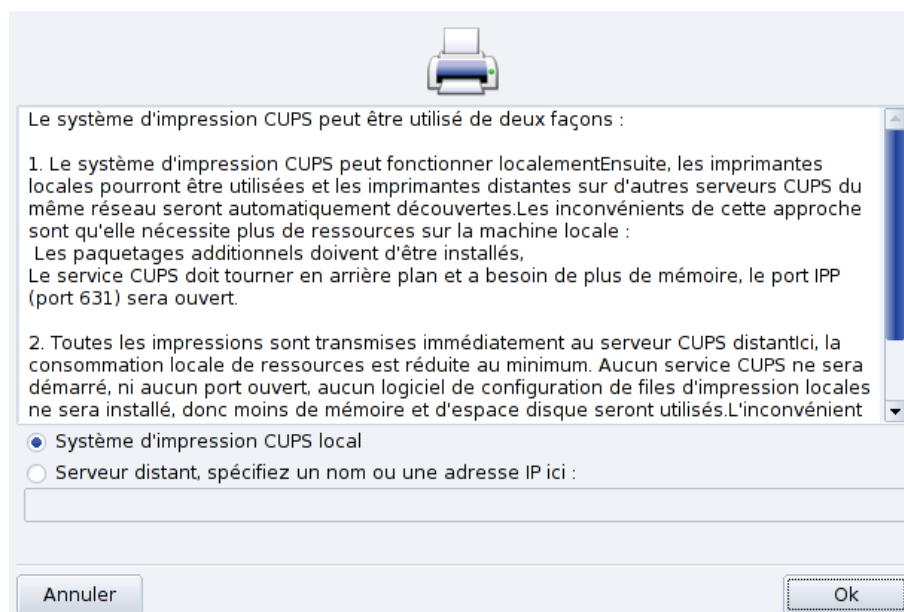 Le système d'impression CUPS peut être utilisé de deux façons :
1. Le système d'impression CUPS peut fonctionner localementEnsuite, les imprimantes
locales pourront être utilisées et les imprimantes distantes sur d'autres serveurs CUPS du
même réseau seront automatiquement découvertes.Les inconvénients de cette approche
sont qu'elle nécessite plus de ressources sur la machine locale :
Les paquetages additionnels doivent d'être installés,
Le service CUPS doit tourner en arrière plan et a besoin de plus de mémoire, le port IPP
(port 631) sera ouvert.
2. Toutes les impressions sont transmises immédiatement au serveur CUPS distantIci, la
consommation locale de ressources est réduite au minimum. Aucun service CUPS ne sera
démarré, ni aucun port ouvert, aucun logiciel de configuration de files d'impression locales
ne sera installé, donc moins de mémoire et d'espace disque seront utilisés.L'inconvénient
Système d'impression CUPS local
Serveur distant, spécifiez un nom ou une adresse IP ici :
Annuler
Ok